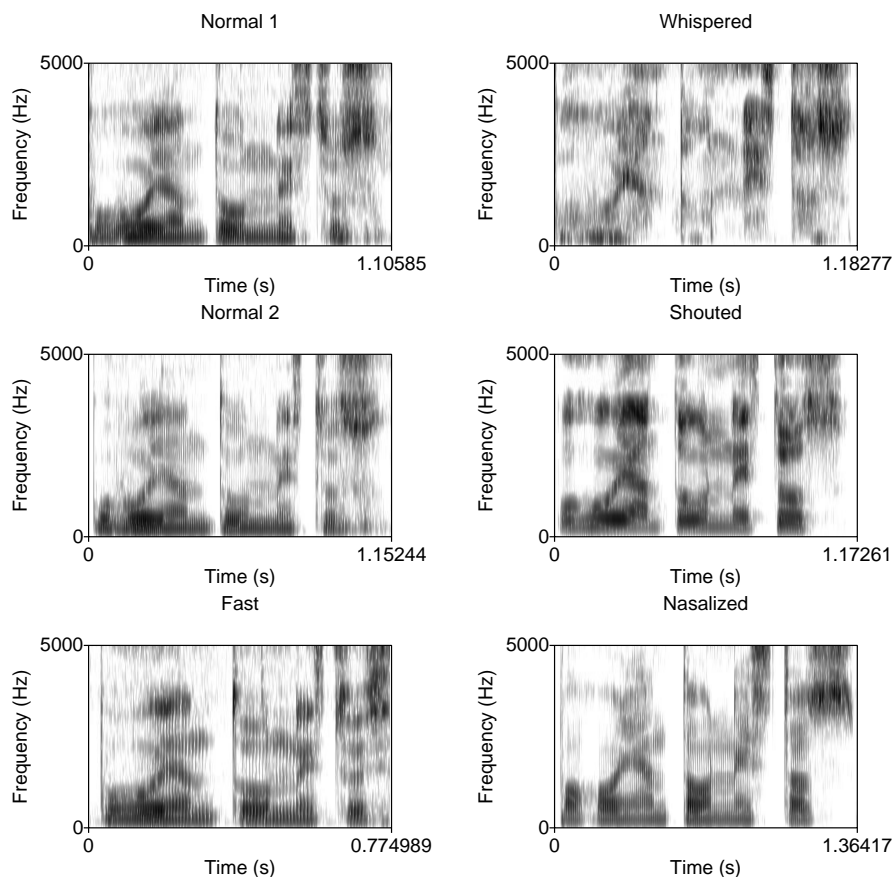 Normal 1
5000
Frequency (Hz)
0
0
1.10585
Time (s)
Whispered
5000
Frequency (Hz)
0
0
1.18277
Time (s)
Normal 2
5000
Frequency (Hz)
0
0
1.15244
Time (s)
Shouted
5000
Frequency (Hz)
0
0
1.17261
Time (s)
Fast
5000
Frequency (Hz)
0
0
0.774989
Time (s)
Nasalized
5000
Frequency (Hz)
0
0
1.36417
Time (s)